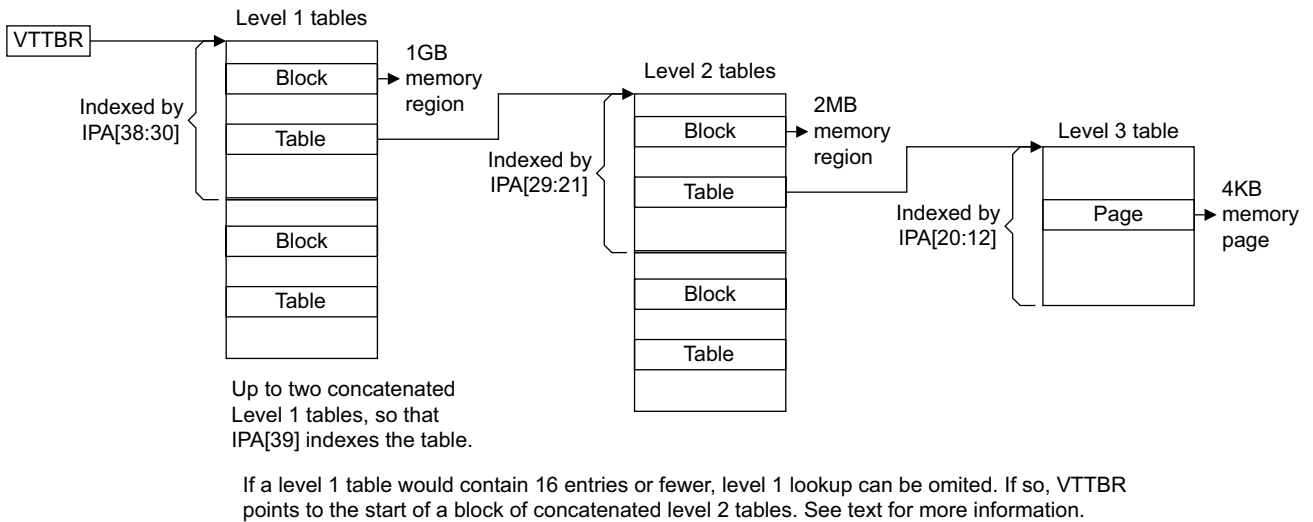 Level 1 tables
VTTBR
Block
1GB
memory
region
Indexed by
IPA[38:30]
Table
Block
Table
Up to two concatenated
Level 1 tables, so that
IPA[39] indexes the table.
Level 2 tables
Block
2MB
memory
region
Indexed by
IPA[29:21]
Table
Block
Table
Level 3 table
Indexed by
IPA[20:12]
Page
4KB
memory
page
If a level 1 table would contain 16 entries or fewer, level 1 lookup can be omited. If so, VTTBR
points to the start of a block of concatenated level 2 tables. See text for more information.